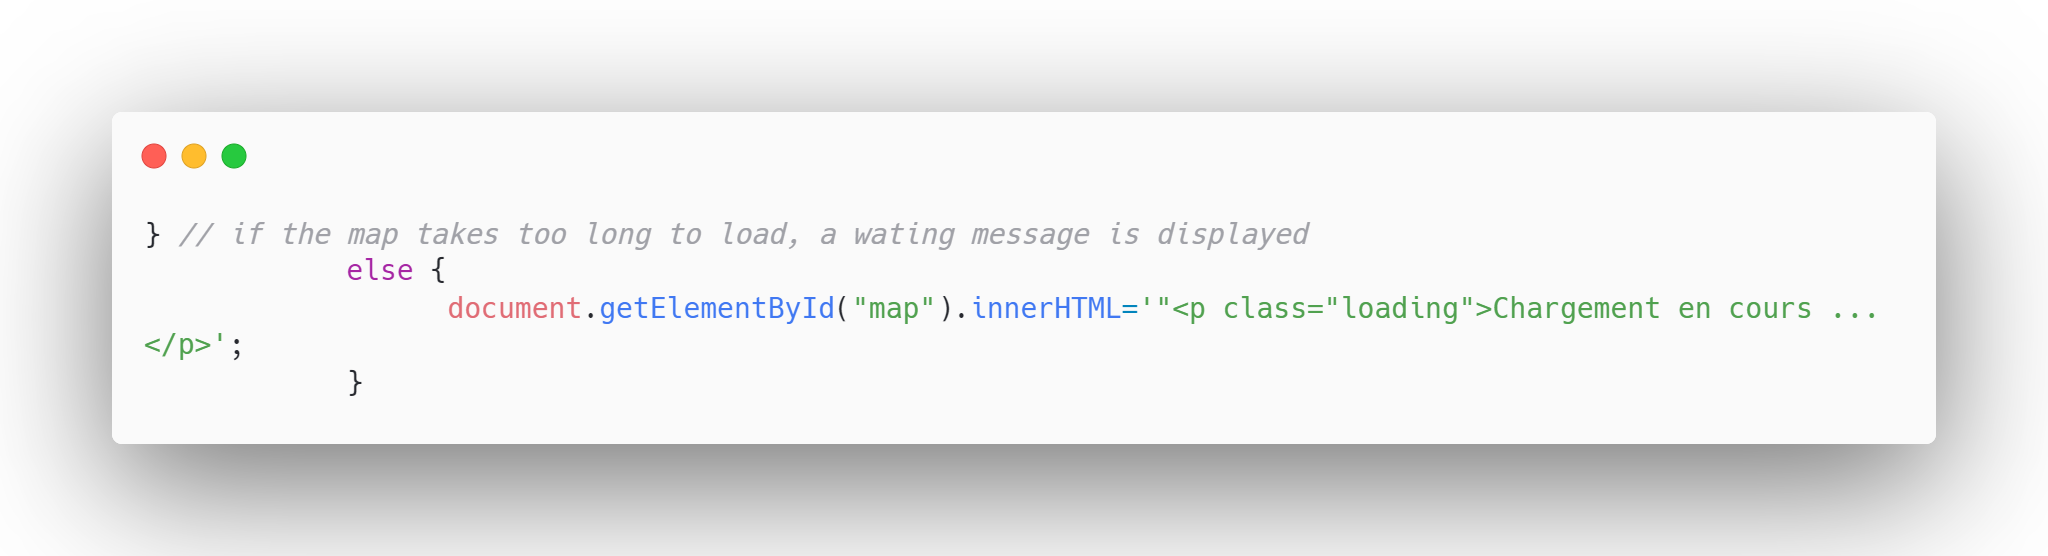 } // if the map takes too long to load, a wating message is displayed
else {
document.getElementById("map").innerHTML='"<p class="loading">Chargement en cours ...
</p>';
}